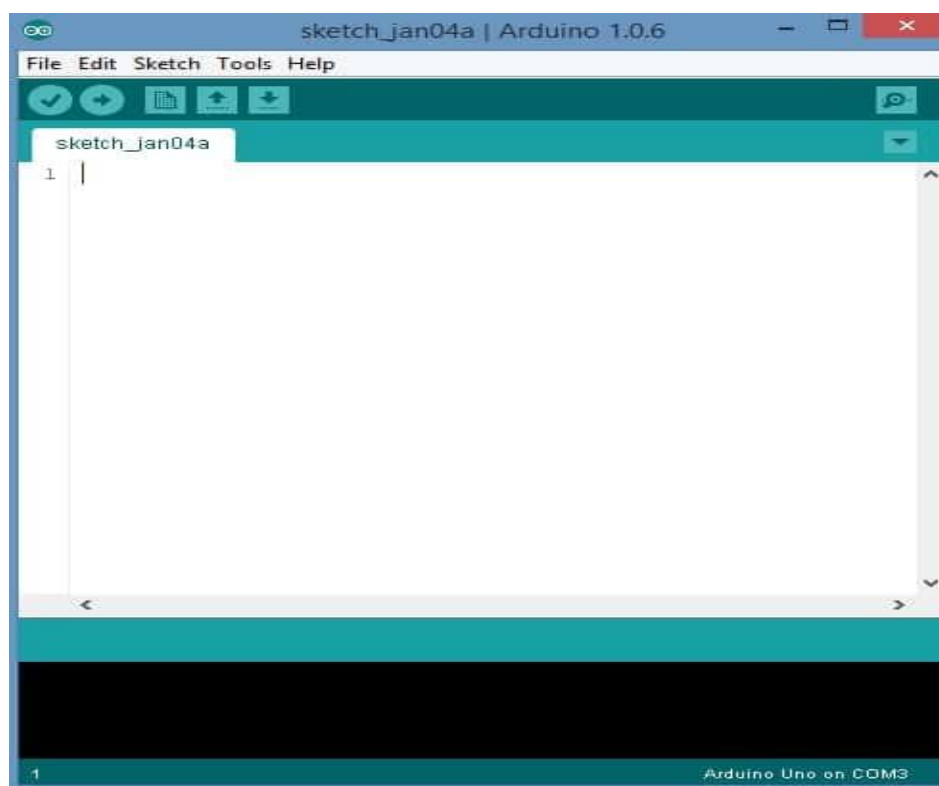 sketch_jan04a | Arduino 1.0.6
File Edit Sketch Tools Help
sketch_jan04a
1
1
Arduino Uno on COM3